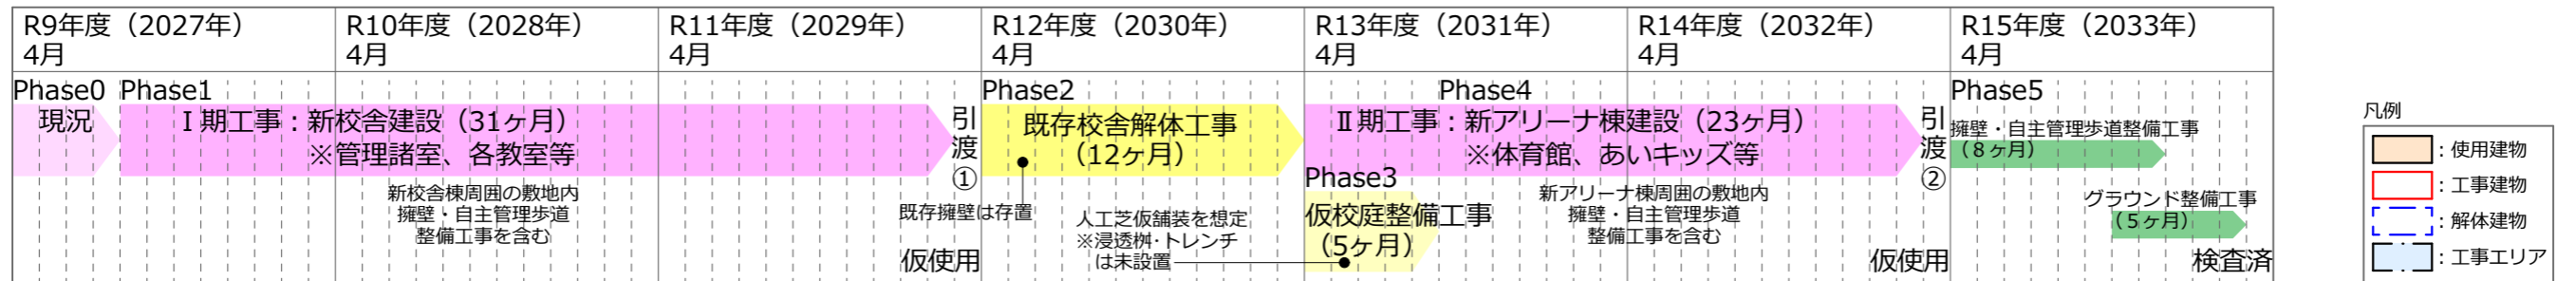 R9年度（2027年）
4月
R10年度（2028年）
4月
R11年度（2029年）
4月
R12年度（2030年）
4月
R13年度（2031年）
4月
R14年度（2032年）
4月
R15年度（2033年）
4月
Phase0
現況
Phase1
Ⅰ期工事：新校舎建設（31ヶ月）
※管理諸室、各教室等
新校舎棟周囲の敷地内
擁壁・自主管理歩道
整備工事を含む
引渡①
仮使用
Phase2
既存校舎解体工事
（12ヶ月）
既存擁壁は存置
人工芝仮舗装を想定
※浸透桝・トレンチ
は未設置
Phase3
仮校庭整備工事
（5ヶ月）
Phase4
Ⅱ期工事：新アリーナ棟建設（23ヶ月）
※体育館、あいキッズ等
新アリーナ棟周囲の敷地内
擁壁・自主管理歩道
整備工事を含む
引渡②
仮使用
Phase5
擁壁・自主管理歩道整備工事
（８ヶ月）
グラウンド整備工事
（５ヶ月）
検査済
凡例
：使用建物
：工事建物
：解体建物
：工事エリア